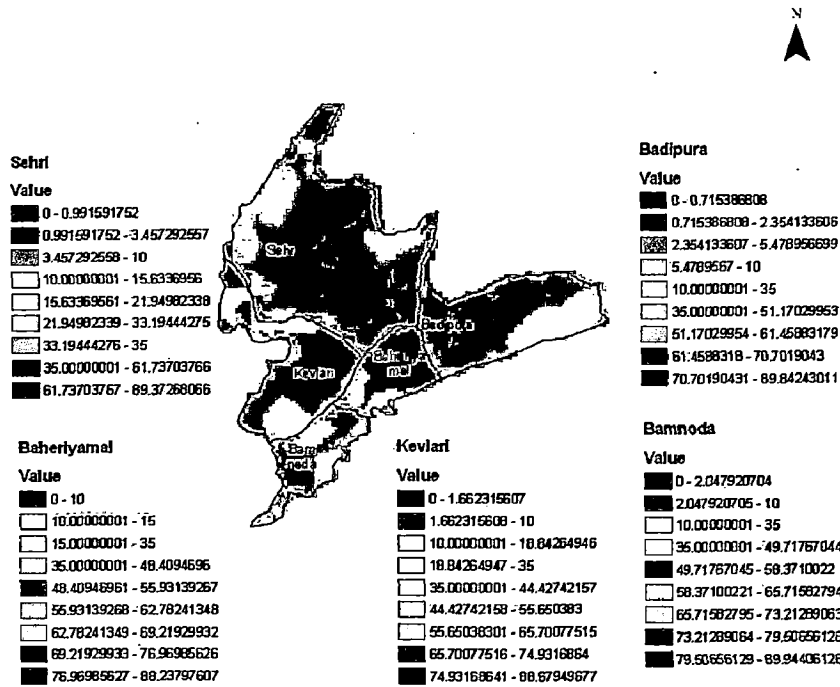 N
Sehri
Value
0 - 0.991591752
0.991591752 - 3.457292557
3.457292558 - 10
10.00000001 - 15.6336956
15.63369561 - 21.94982338
21.94982339 - 33.19444275
33.19444276 - 35
35.00000001 - 61.73703766
61.73703767 - 89.37268066
Badipura
Value
0 - 0.715386808
0.715386808 - 2.354133606
2.354133607 - 5.478956699
5.4789567 - 10
10.00000001 - 35
35.00000001 - 51.17029953
51.17029954 - 61.45883179
61.4588318 - 70.7019043
70.70190431 - 89.84243011
Sehri
Badipura
Kevlari
Baheriyamal
Value
0 - 10
10.00000001 - 15
15.00000001 - 35
35.00000001 - 48.4094696
48.40946961 - 55.93139267
55.93139268 - 62.78241348
62.78241349 - 69.21929932
69.21929933 - 76.96985626
76.96985627 - 88.23797607
Kevlari
Value
0 - 1.662315607
1.662315608 - 10
10.00000001 - 18.84264946
18.84264947 - 35
35.00000001 - 44.42742157
44.42742158 - 55.650383
55.65038301 - 65.70077515
65.70077516 - 74.9316864
74.93168641 - 88.67949677
Bamnoda
Value
0 - 2.047920704
2.047920705 - 10
10.00000001 - 35
35.00000001 - 49.71767044
49.71767045 - 58.3710022
58.37100221 - 65.71582794
65.71582795 - 73.21289063
73.21289064 - 79.50656128
79.50656129 - 89.94406128